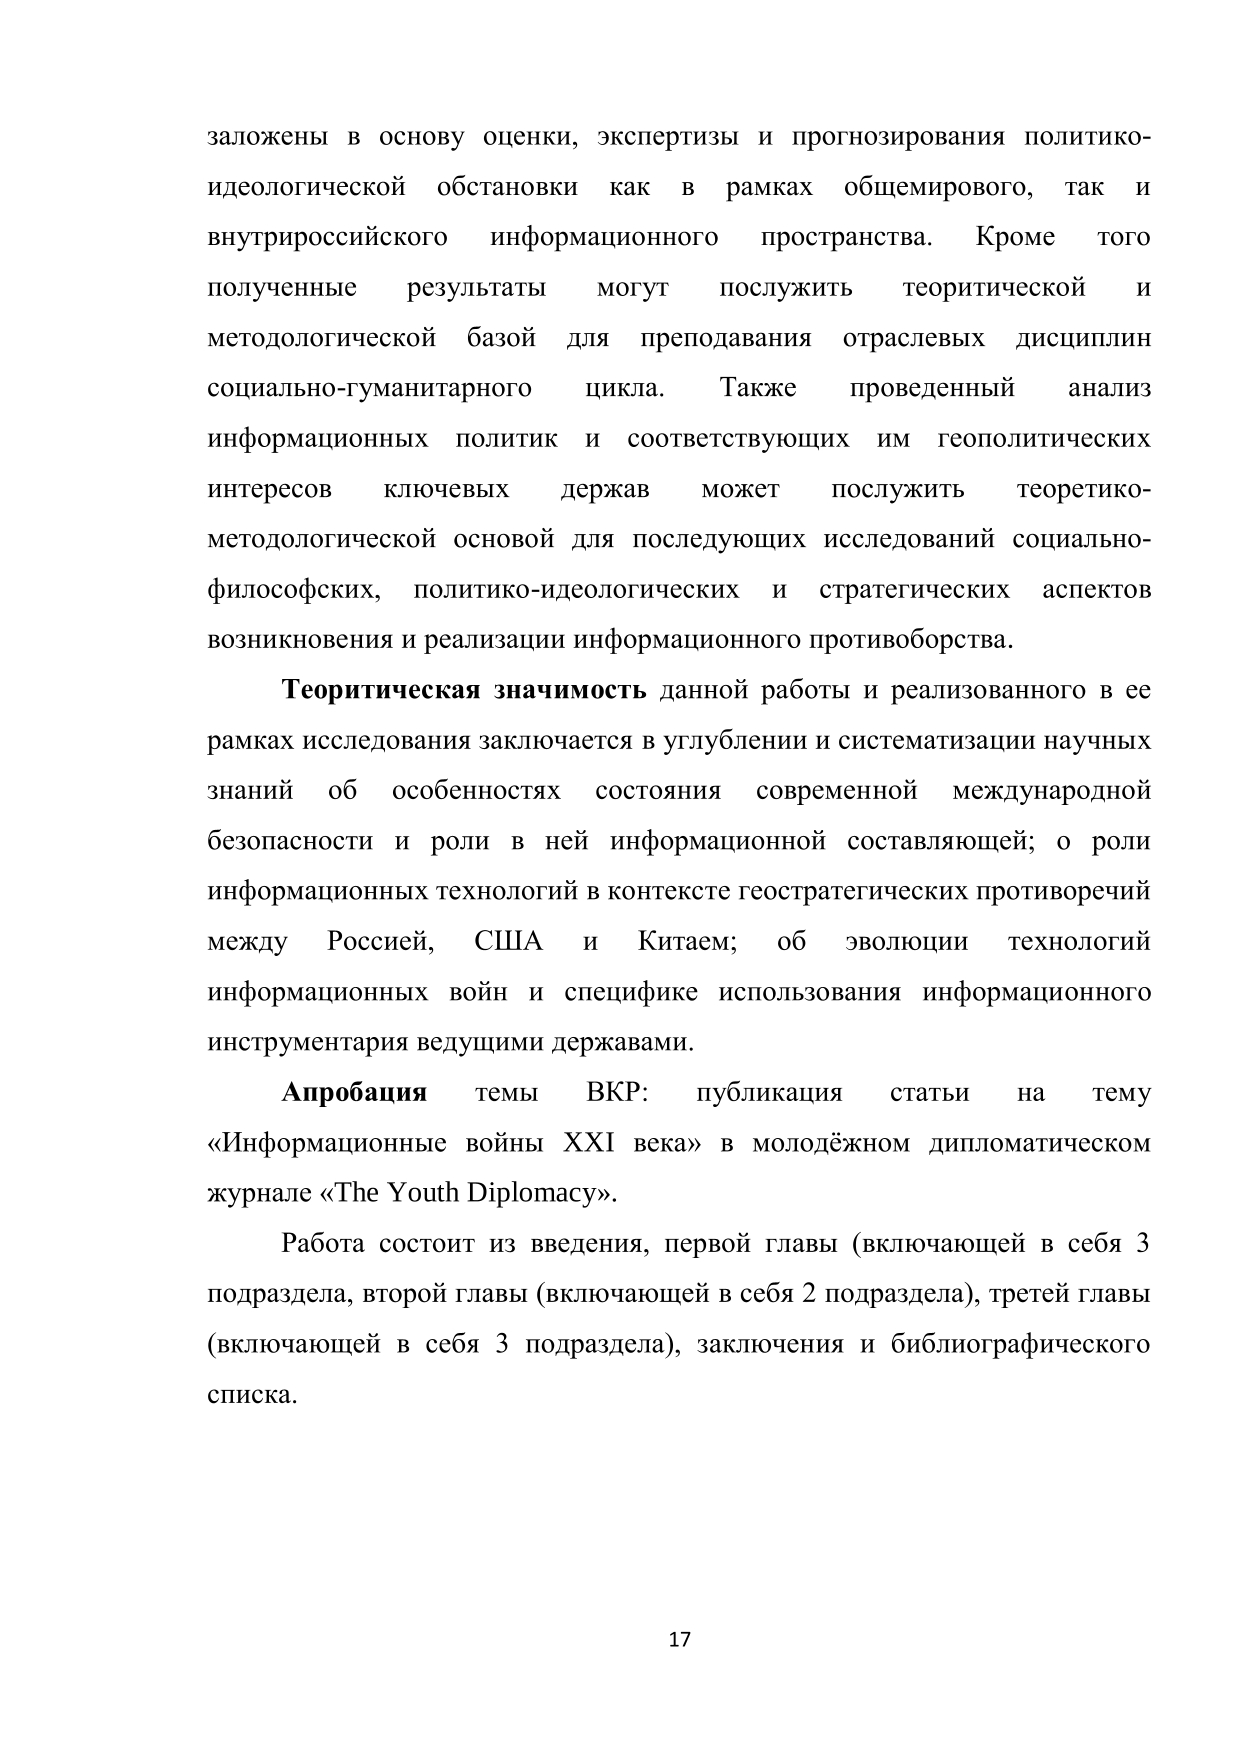 заложены в основу оценки, экспертизы и прогнозирования политико-
идеологической обстановки как в рамках общемирового, так и
внутрироссийского информационного пространства. Кроме того
полученные результаты могут послужить теоритической и
методологической базой для преподавания отраслевых дисциплин
социально-гуманитарного цикла. Также проведенный анализ
информационных политик и соответствующих им геополитических
интересов ключевых держав может послужить теоретико-
методологической основой для последующих исследований социально-
философских, политико-идеологических и стратегических аспектов
возникновения и реализации информационного противоборства.
Теоритическая значимость данной работы и реализованного в ее
рамках исследования заключается в углублении и систематизации научных
знаний об особенностях состояния современной международной
безопасности и роли в ней информационной составляющей; о роли
информационных технологий в контексте геостратегических противоречий
между Россией, США и Китаем; об эволюции технологий
информационных войн и специфике использования информационного
инструментария ведущими державами.
Апробация темы ВКР: публикация статьи на тему
«Информационные войны XXI века» в молодёжном дипломатическом
журнале «The Youth Diplomacy».
Работа состоит из введения, первой главы (включающей в себя 3
подраздела, второй главы (включающей в себя 2 подраздела), третей главы
(включающей в себя 3 подраздела), заключения и библиографического
списка.
17